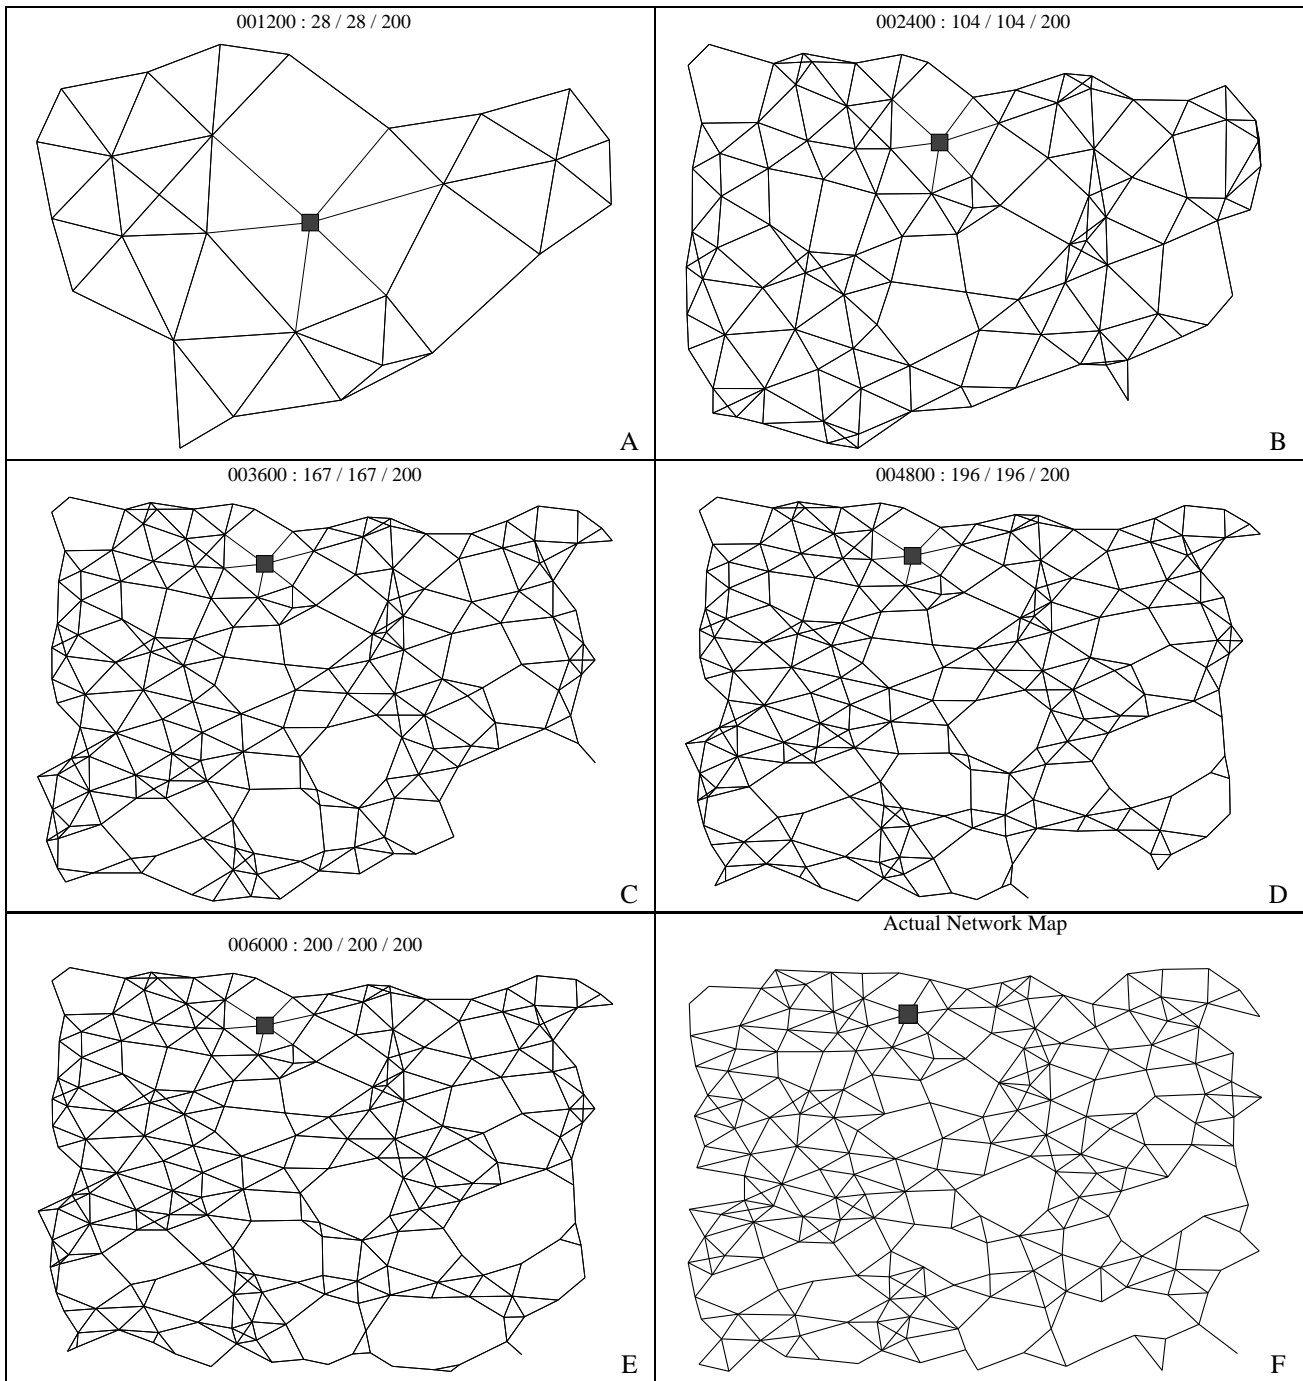 001200 : 28 / 28 / 200
002400 : 104 / 104 / 200
A
B
003600 : 167 / 167 / 200
004800 : 196 / 196 / 200
C
D
006000 : 200 / 200 / 200
Actual Network Map
E
F